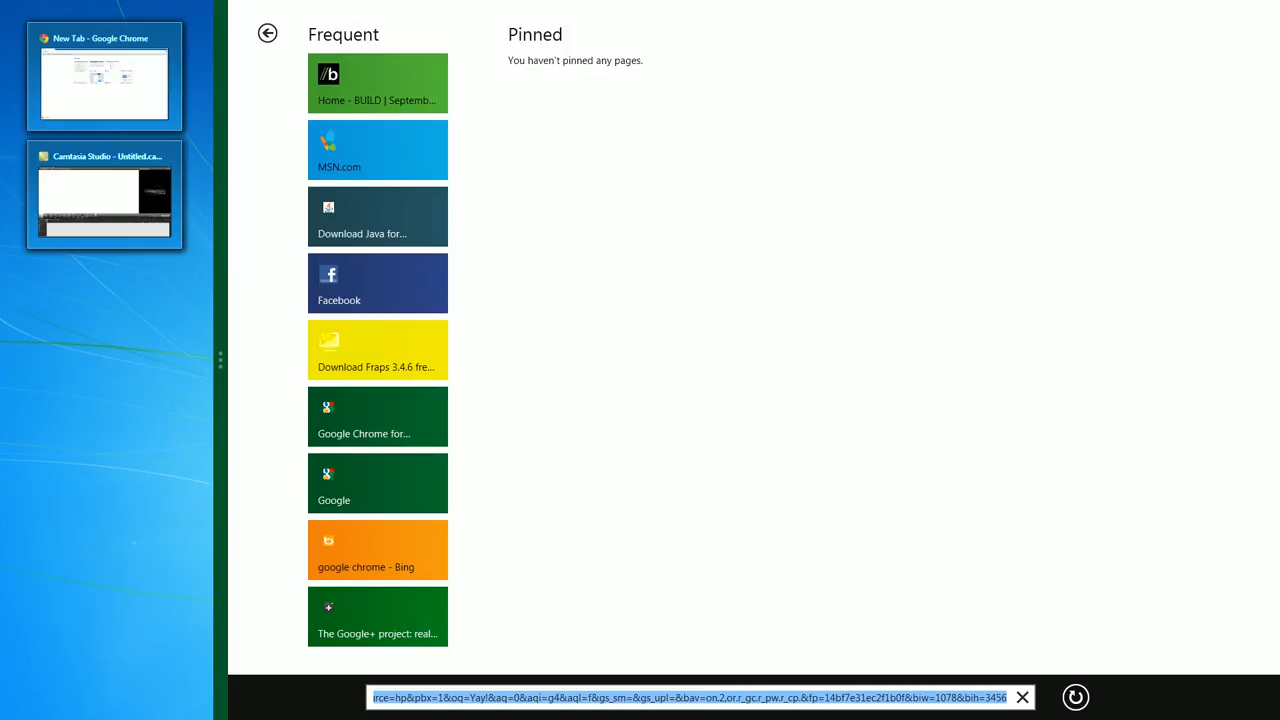 New Tab - Google Chrome
Camtasia Studio - Untitled.ca...
Frequent
Pinned
You haven't pinned any pages.
//b
Home - BUILD | Septemb...
MSN.com
Download Java for...
f
Facebook
Download Fraps 3.4.6 fre...
Google Chrome for...
Google
google chrome - Bing
The Google+ project: real...
irce=hp&pbx=1&oq=Yay!&aq=0&aqi=g4&aql=f&gs_sm=&gs_upl=&bav=on.2,or.r_gc.r_pw.r_cp.&fp=14bf7e31ec2f1b0f&biw=1078&bih=3456